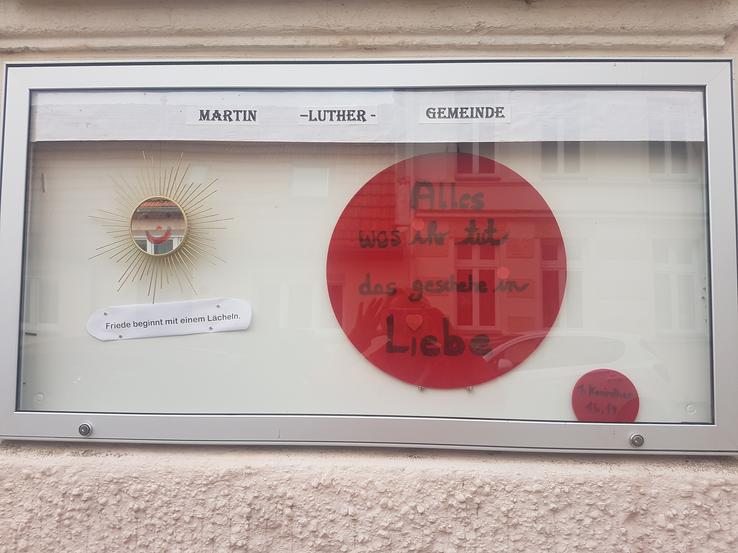 MARTIN -LUTHER- GEMEINDE
Friede beginnt mit einem Lächeln.
Alles
was ihr tut
das geschehe in
Liebe
1. Korinther
16,14